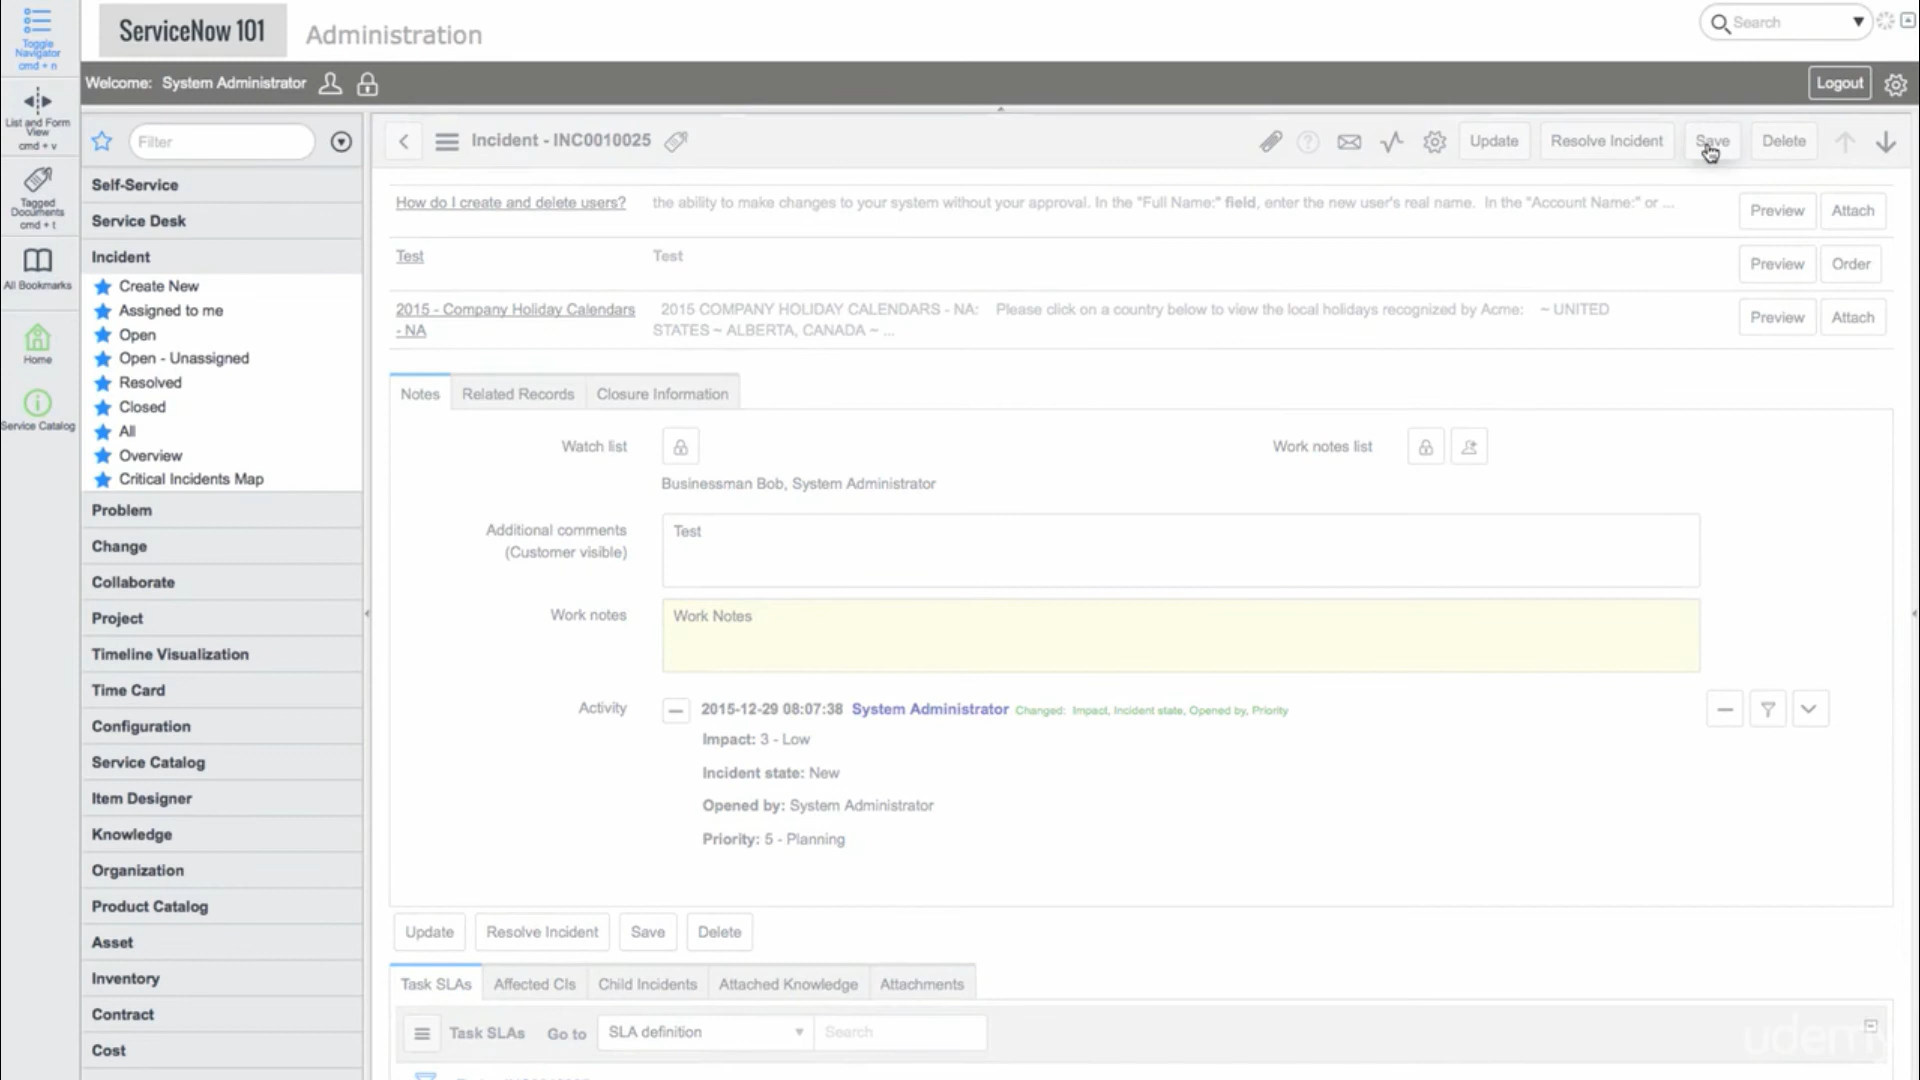 Toggle
Navigator
cmd + n
List and Form
View
cmd + v
Tagged
Documents
cmd + t
All Bookmarks
Home
Service Catalog
ServiceNow 101
Administration
Search
Welcome: System Administrator
Logout
Filter
Self-Service
Service Desk
Incident
Create New
Assigned to me
Open
Open - Unassigned
Resolved
Closed
All
Overview
Critical Incidents Map
Problem
Change
Collaborate
Project
Timeline Visualization
Time Card
Configuration
Service Catalog
Item Designer
Knowledge
Organization
Product Catalog
Asset
Inventory
Contract
Cost
Incident - INC0010025
Update Resolve Incident Save Delete
How do I create and delete users? the ability to make changes to your system without your approval. In the "Full Name:" field, enter the new user's real name. In the "Account Name:" or ... Preview Attach
Test Test Preview Order
2015 - Company Holiday Calendars 2015 COMPANY HOLIDAY CALENDARS - NA: Please click on a country below to view the local holidays recognized by Acme: ~ UNITED Preview Attach
- NA STATES ~ ALBERTA, CANADA ~ ...
Notes Related Records Closure Information
Watch list Work notes list
Businessman Bob, System Administrator
Additional comments Test
(Customer visible)
Work notes Work Notes
Activity 2015-12-29 08:07:38 System Administrator Changed: Impact, Incident state, Opened by, Priority
Impact: 3 - Low
Incident state: New
Opened by: System Administrator
Priority: 5 - Planning
Update Resolve Incident Save Delete
Task SLAs Affected CIs Child Incidents Attached Knowledge Attachments
Task SLAs Go to SLA definition Search
udemy